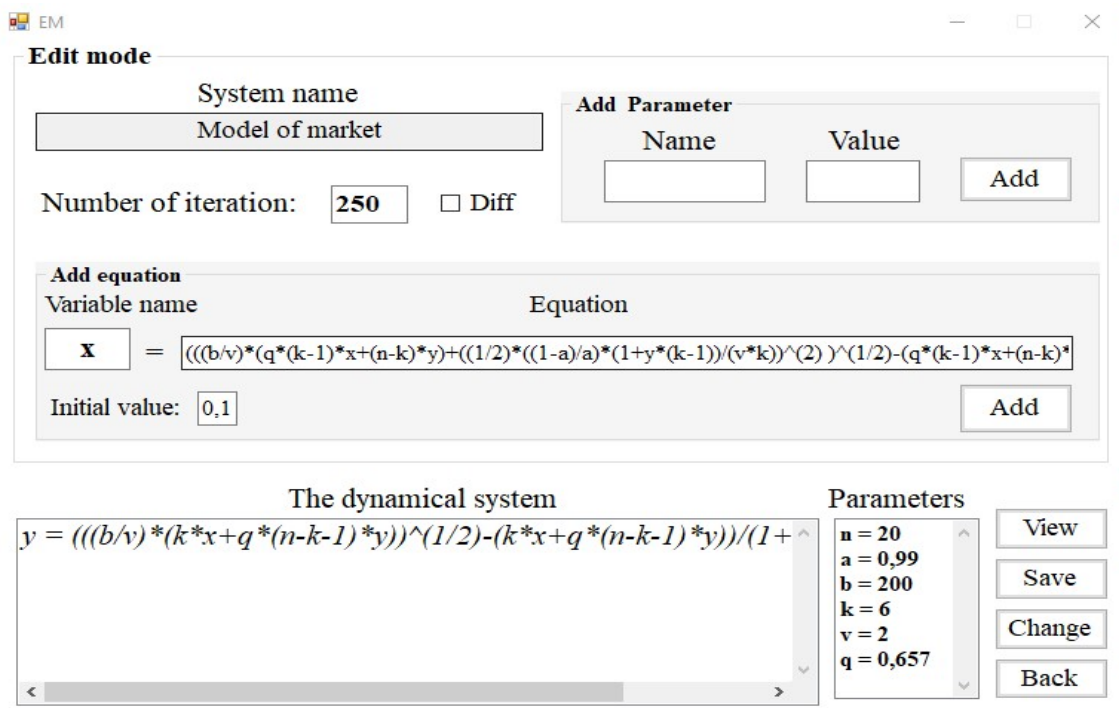 EM
Edit mode
System name
Model of market
Add Parameter
Name Value
Add
Number of iteration: 250 Diff
Add equation
Variable name Equation
x = (((b/v)*(q*(k-1)*x+(n-k)*y)+((1/2)*((1-a)/a)*(1+y*(k-1))/(v*k))^(2) )^(1/2)-(q*(k-1)*x+(n-k)*
Initial value: 0,1 Add
The dynamical system
y = (((b/v)*(k*x+q*(n-k-1)*y))^(1/2)-(k*x+q*(n-k-1)*y))/(1+
Parameters
n = 20
a = 0,99
b = 200
k = 6
v = 2
q = 0,657
View
Save
Change
Back